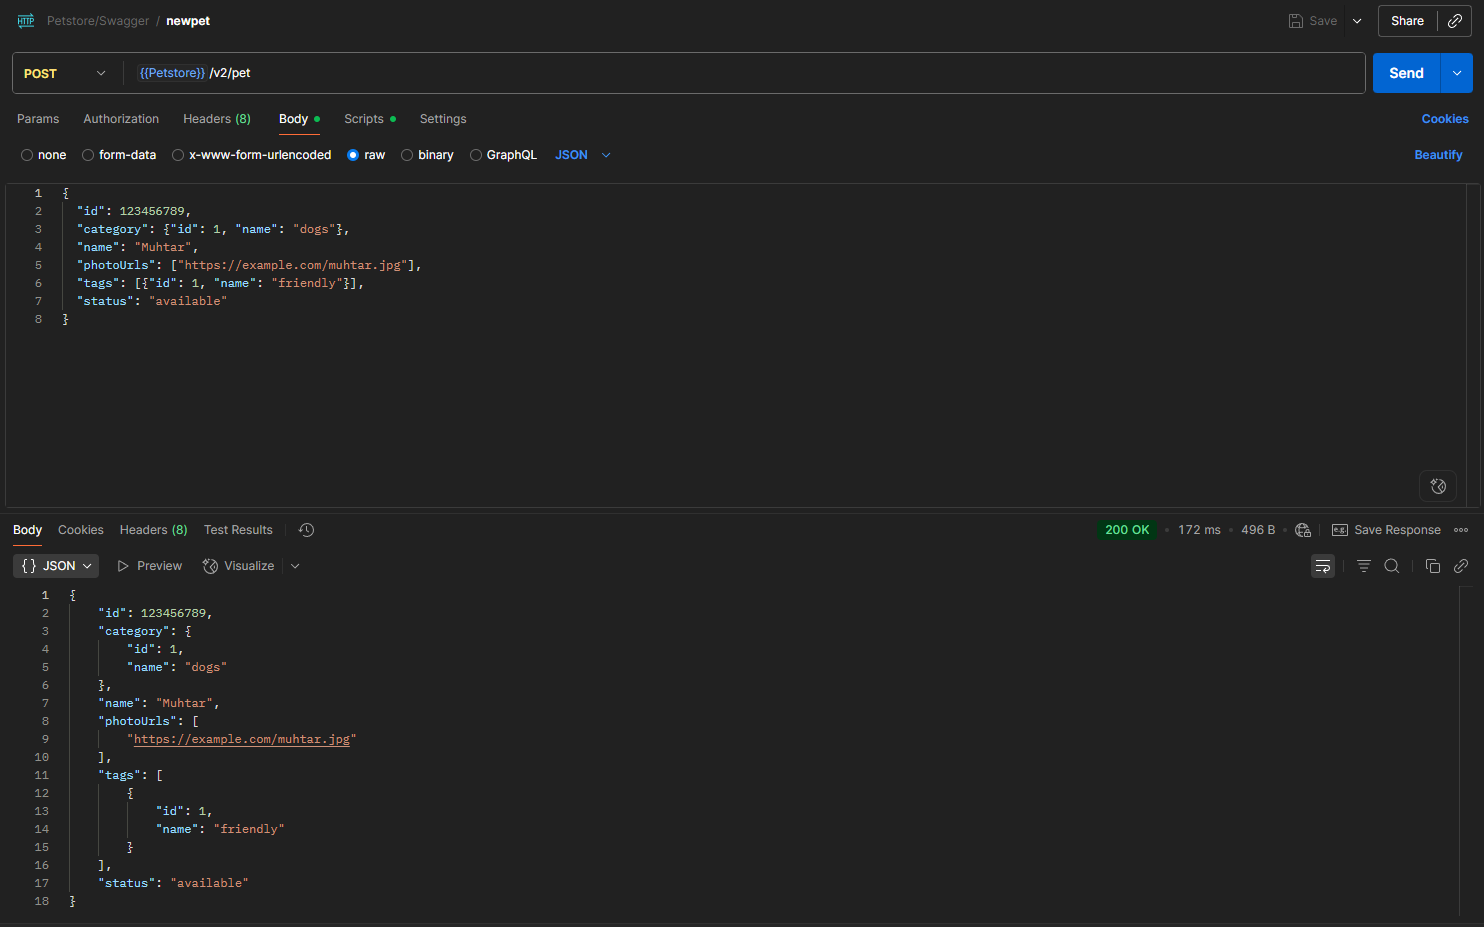 HTTP Petstore/Swagger / newpet Save Share
POST {{Petstore}} /v2/pet Send
Params Authorization Headers (8) Body Scripts Settings Cookies
none form-data x-www-form-urlencoded raw binary GraphQL JSON Beautify
1 {
2 "id": 123456789,
3 "category": {"id": 1, "name": "dogs"},
4 "name": "Muhtar",
5 "photoUrls": ["https://example.com/muhtar.jpg"],
6 "tags": [{"id": 1, "name": "friendly"}],
7 "status": "available"
8 }
Body Cookies Headers (8) Test Results 200 OK 172 ms 496 B e.g. Save Response
{} JSON Preview Visualize
1 {
2 "id": 123456789,
3 "category": {
4 "id": 1,
5 "name": "dogs"
6 },
7 "name": "Muhtar",
8 "photoUrls": [
9 "https://example.com/muhtar.jpg"
10 ],
11 "tags": [
12 {
13 "id": 1,
14 "name": "friendly"
15 }
16 ],
17 "status": "available"
18 }